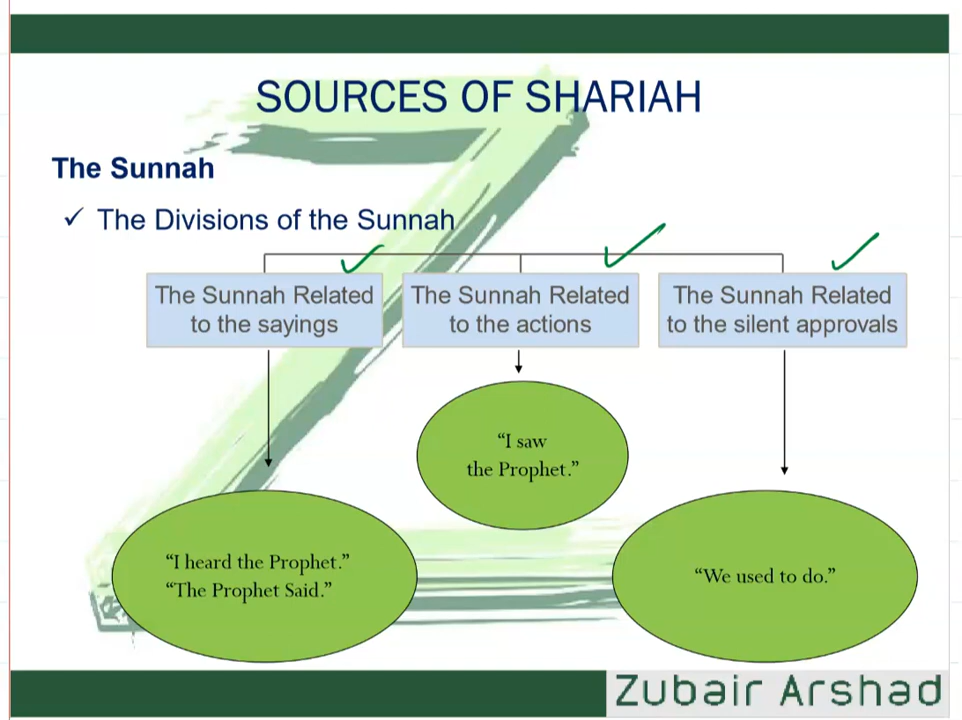 SOURCES OF SHARIAH
The Sunnah
✓ The Divisions of the Sunnah
The Sunnah Related
to the sayings
The Sunnah Related
to the actions
The Sunnah Related
to the silent approvals
“I saw
the Prophet.”
“I heard the Prophet.”
“The Prophet Said.”
“We used to do.”
Zubair Arshad